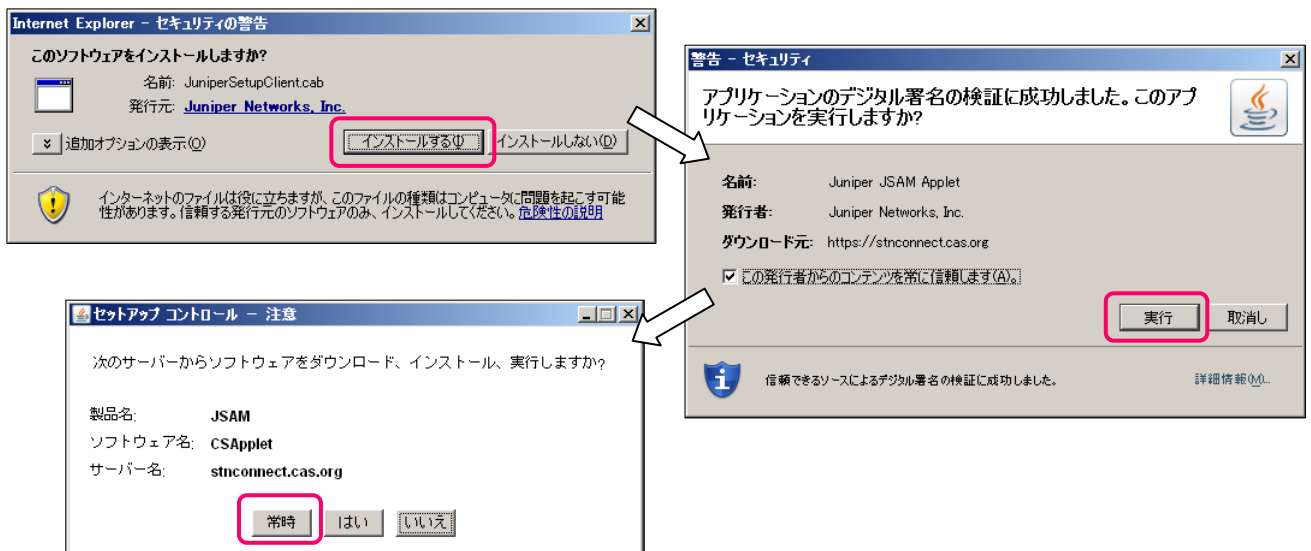 Internet Explorer - セキュリティの警告
このソフトウェアをインストールしますか?
名前: JuniperSetupClient.cab
発行元: Juniper Networks, Inc.
追加オプションの表示(O)
インストールする(I)
インストールしない(D)
インターネットのファイルは役に立ちますが、このファイルの種類はコンピュータに問題を起こす可能
性があります。信頼する発行元のソフトウェアのみ、インストールしてください。危険性の説明
警告 - セキュリティ
アプリケーションのデジタル署名の検証に成功しました。このアプ
リケーションを実行しますか?
名前: Juniper JSAM Applet
発行者: Juniper Networks, Inc.
ダウンロード元: https://stnconnect.cas.org
この発行者からのコンテンツを常に信頼します(A)。
実行
取消し
信頼できるソースによるデジタル署名の検証に成功しました。
詳細情報(M)...
セットアップ コントロール - 注意
次のサーバーからソフトウェアをダウンロード、インストール、実行しますか?
製品名: JSAM
ソフトウェア名: CSApplet
サーバー名: stnconnect.cas.org
常時
はい
いいえ